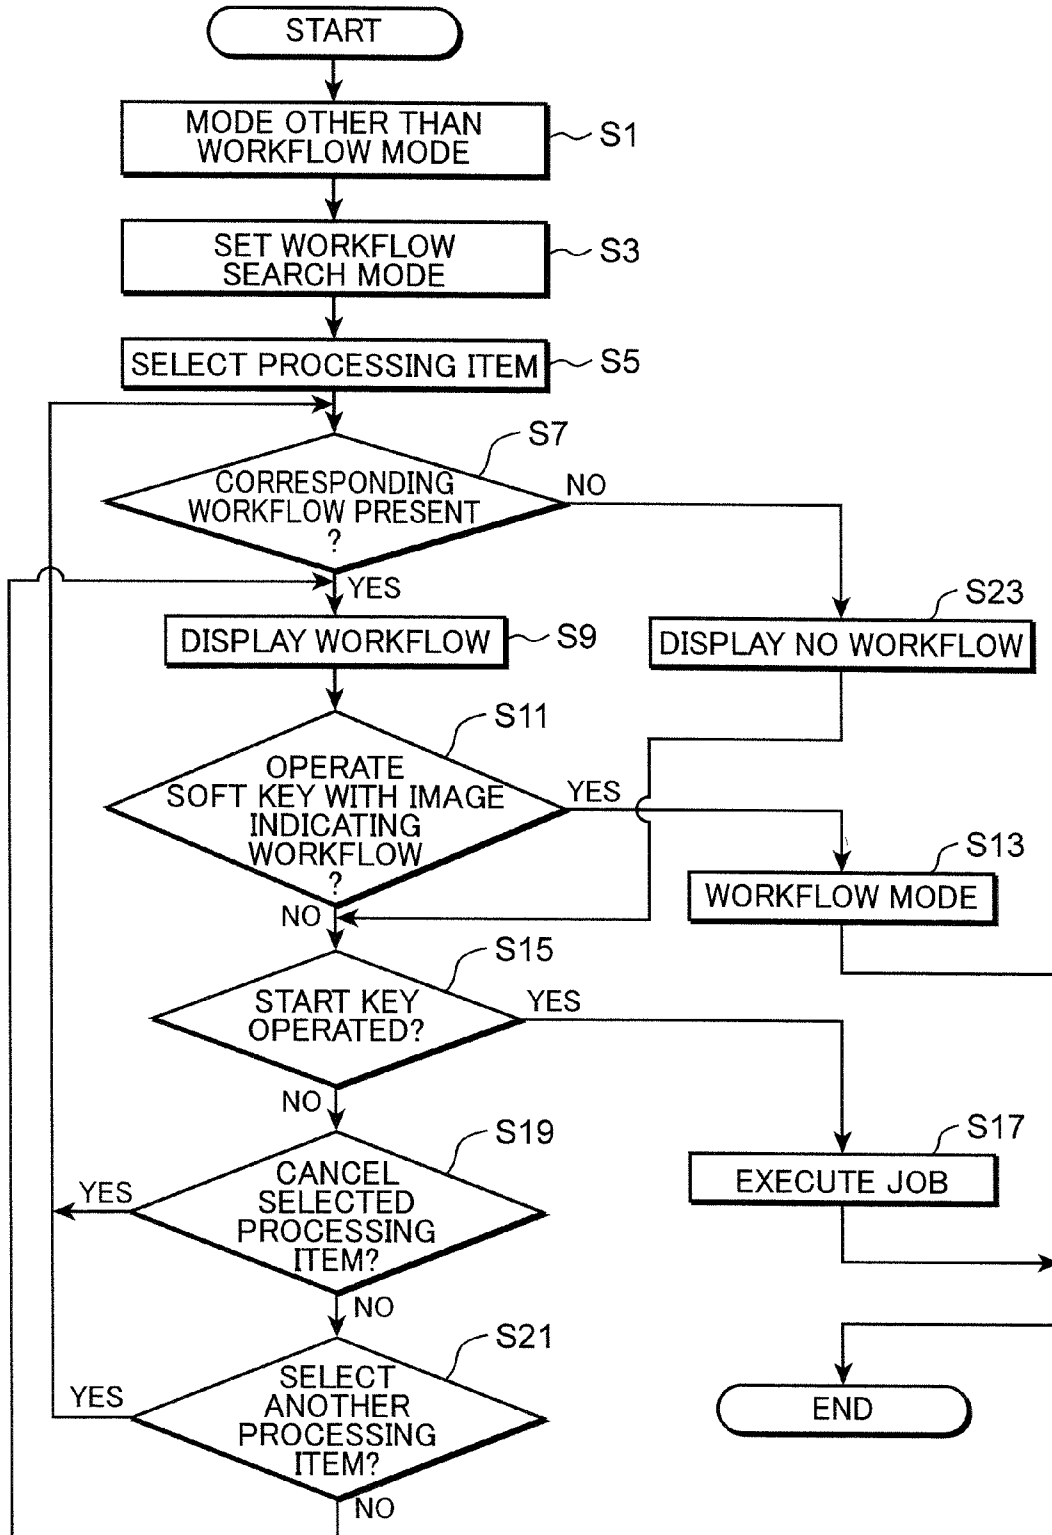 START
MODE OTHER THAN
WORKFLOW MODE
S1
SET WORKFLOW
SEARCH MODE
S3
SELECT PROCESSING ITEM
S5
S7
CORRESPONDING
WORKFLOW PRESENT
?
NO
YES
S23
DISPLAY WORKFLOW
S9
DISPLAY NO WORKFLOW
S11
OPERATE
SOFT KEY WITH IMAGE
INDICATING
WORKFLOW
?
YES
S13
WORKFLOW MODE
NO
S15
START KEY
OPERATED?
YES
NO
S17
EXECUTE JOB
S19
CANCEL
SELECTED
PROCESSING
ITEM?
YES
NO
S21
SELECT
ANOTHER
PROCESSING
ITEM?
YES
END
NO